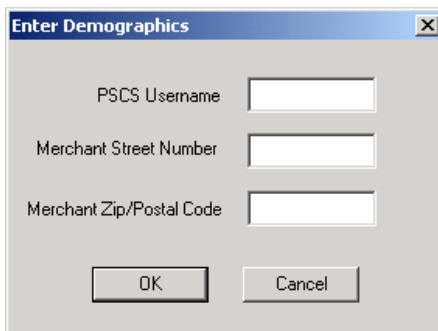 Enter Demographics
PSCS Username
Merchant Street Number
Merchant Zip/Postal Code
OK Cancel